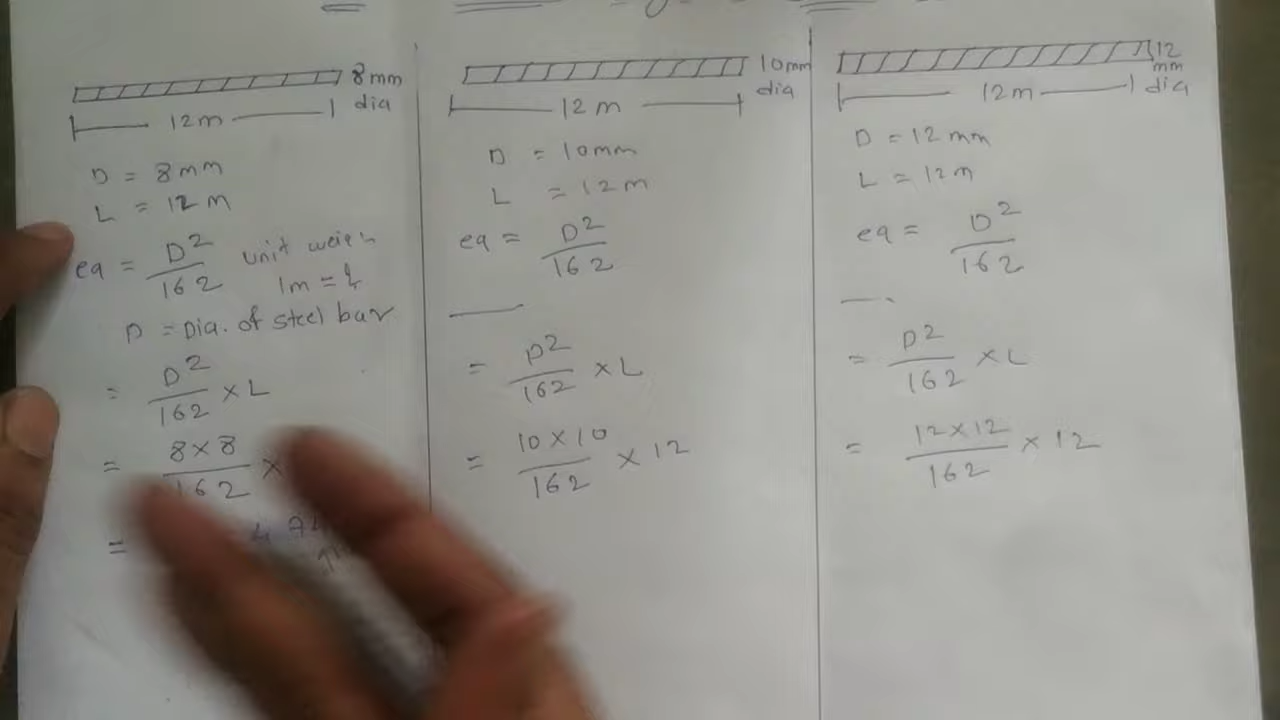 8mm
dia
12m
D = 8mm
L = 12m
eq = D²/162 unit
1m =
D = Dia. of steel bar
= D²/162 × L
= 8×8/162 ×
=
10mm
dia
12m
D = 10mm
L = 12m
eq = D²/162
= D²/162 × L
= 10×10/162 × 12
12
mm
dia
12m
D = 12mm
L = 12m
eq = D²/162
= D²/162 × L
= 12×12/162 × 12